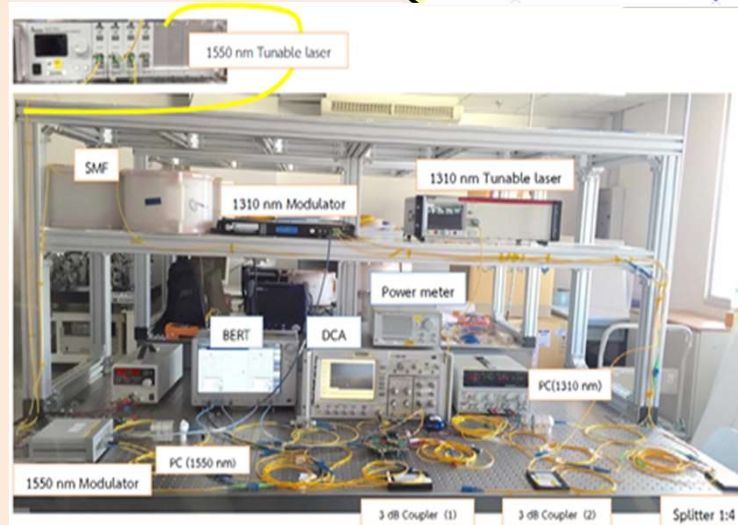 1550 nm Tunable laser
SMF
1310 nm Tunable laser
1310 nm Modulator
Power meter
BERT
DCA
PC(1310 nm)
PC (1550 nm)
1550 nm Modulator
3 dB Coupler (1)
3 dB Coupler (2)
Splitter 1:4